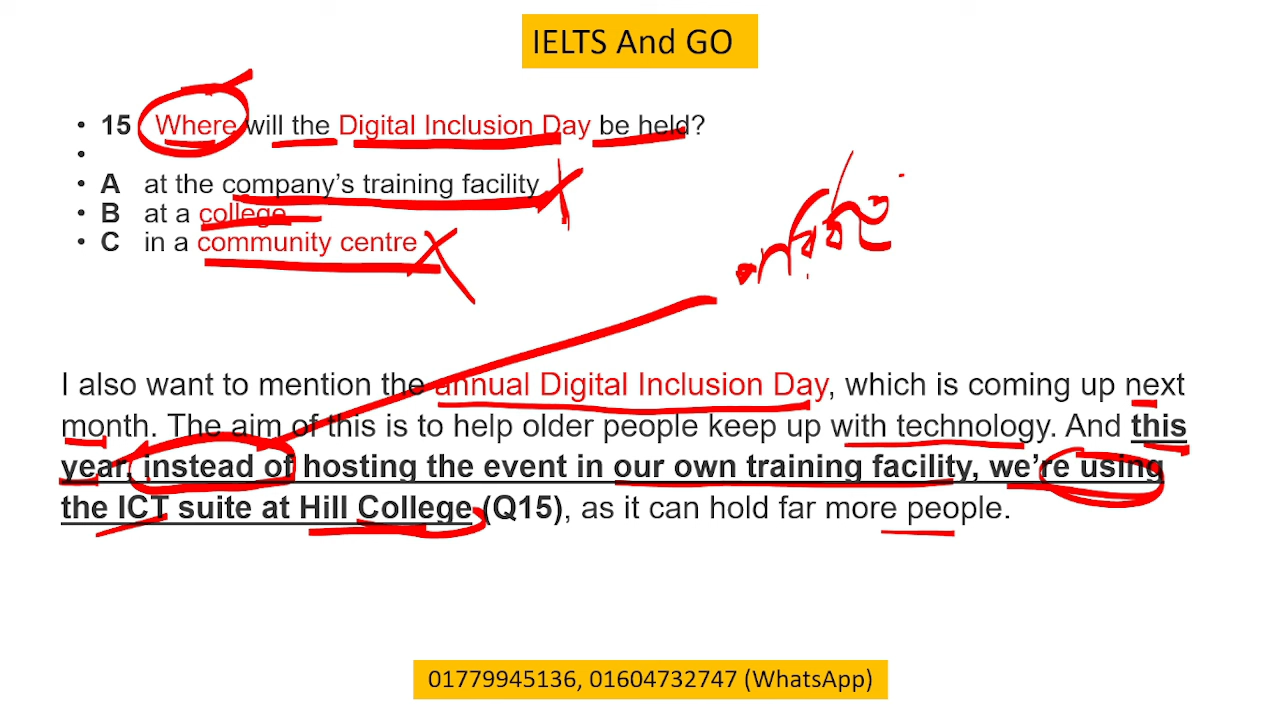 IELTS And GO
• 15 Where will the Digital Inclusion Day be held?
•
• A at the company’s training facility
• B at a college
• C in a community centre
I also want to mention the annual Digital Inclusion Day, which is coming up next
month. The aim of this is to help older people keep up with technology. And this
year, instead of hosting the event in our own training facility, we’re using
the ICT suite at Hill College (Q15), as it can hold far more people.
01779945136, 01604732747 (WhatsApp)